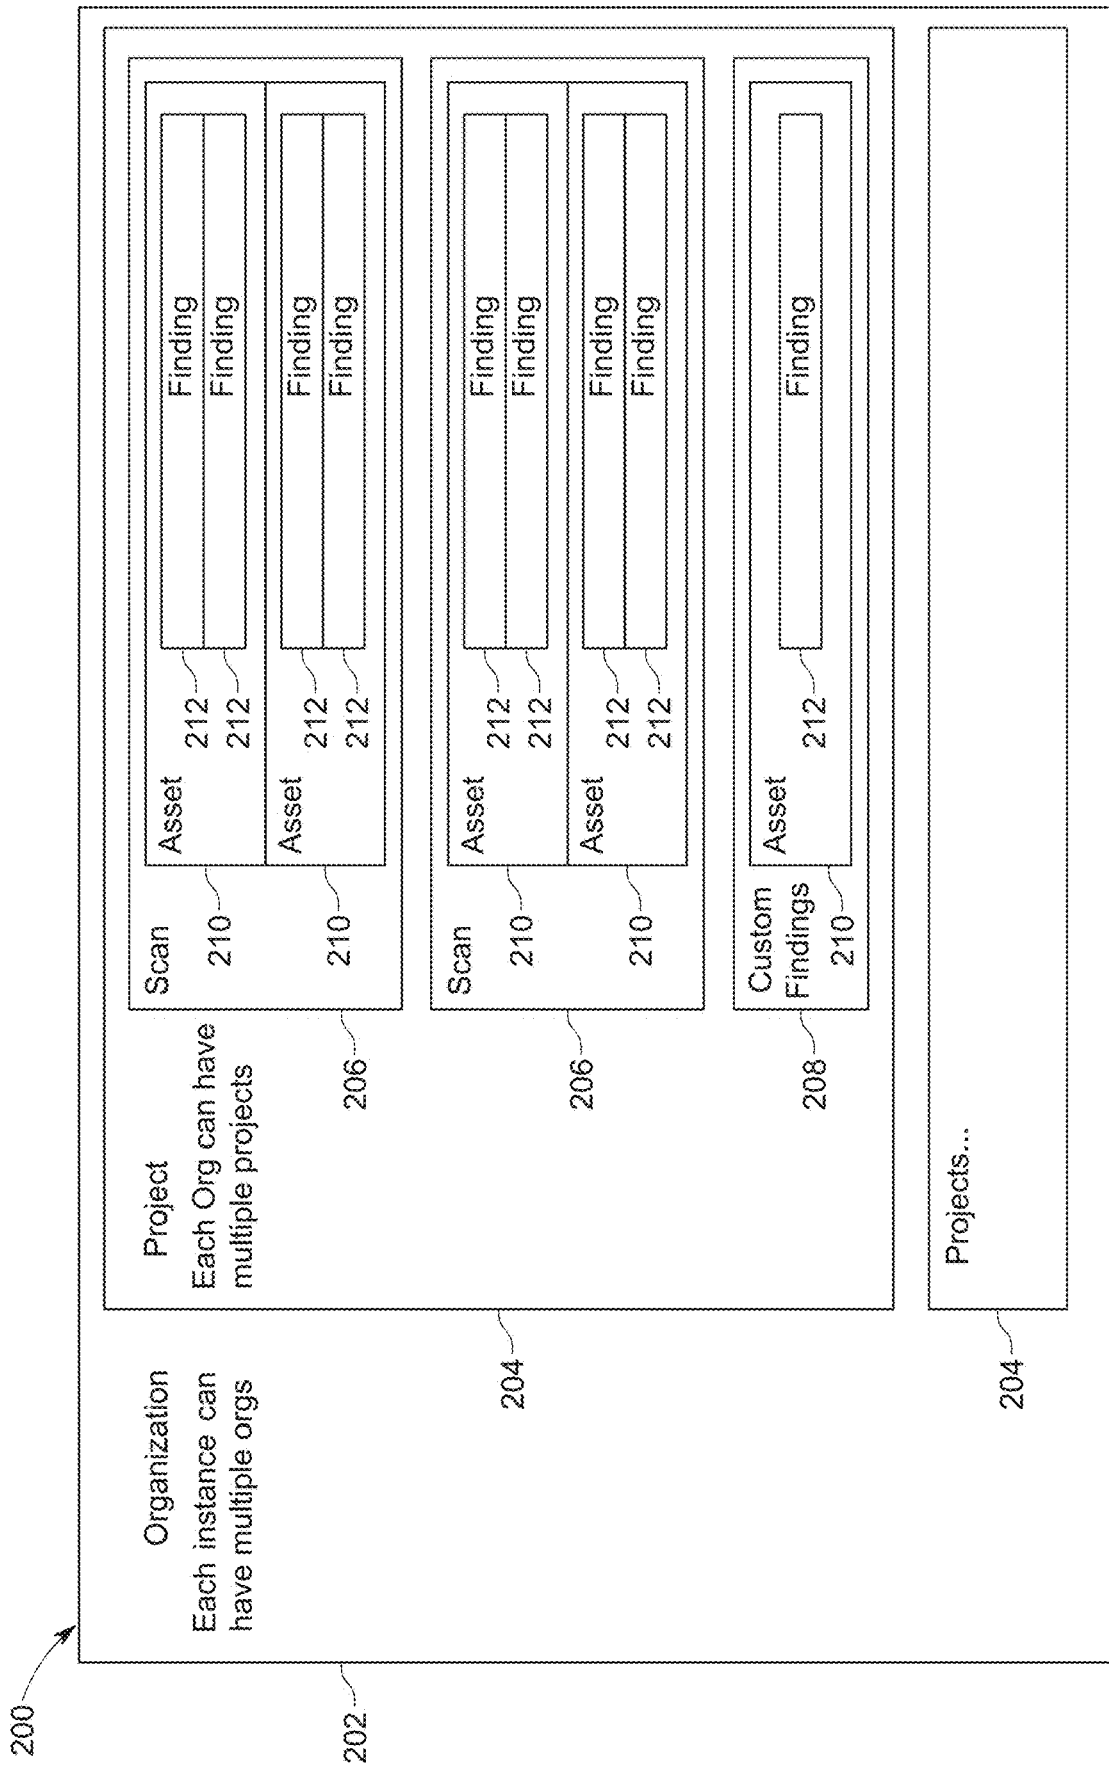 200
202
Organization
Each instance can
have multiple orgs
204
Project
Each Org can have
multiple projects
206
Scan
210
Asset
212
Finding
212
Finding
210
Asset
212
Finding
212
Finding
206
Scan
210
Asset
212
Finding
212
Finding
210
Asset
212
Finding
212
Finding
208
Custom
Findings
210
Asset
212
Finding
204
Projects...